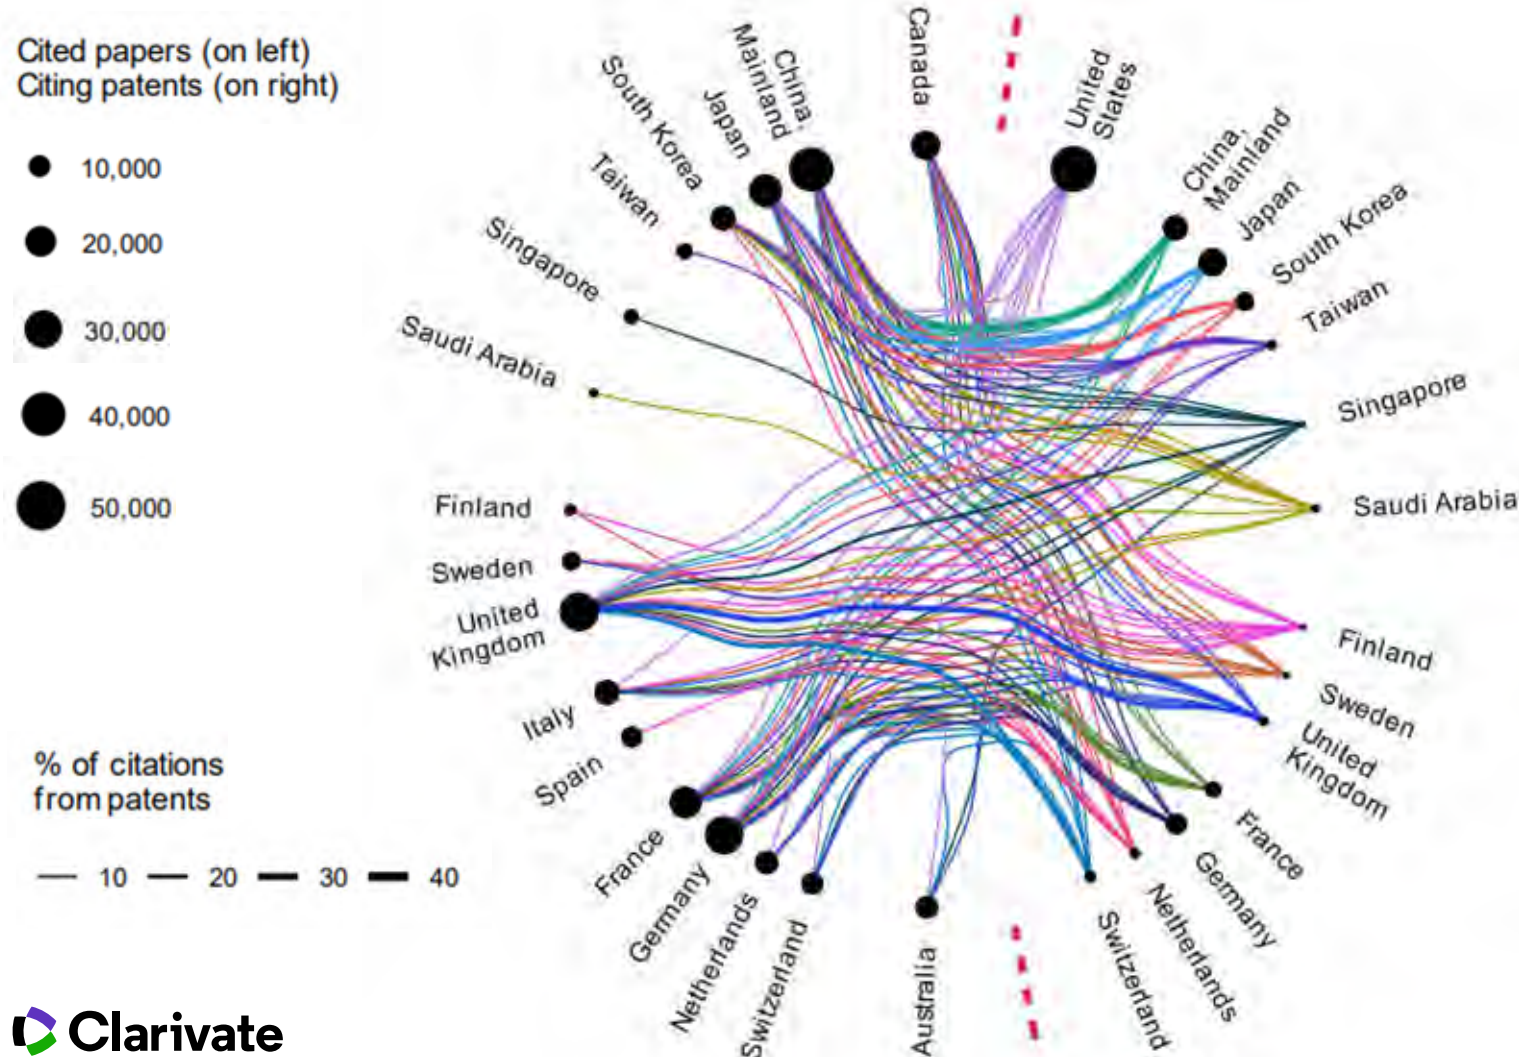 Cited papers (on left)
Citing patents (on right)
10,000
20,000
30,000
40,000
50,000
% of citations
from patents
10
20
30
40
Clarivate
Canada
China,
Mainland
Japan
South Korea
Taiwan
Singapore
Saudi Arabia
Finland
Sweden
United
Kingdom
Italy
Spain
France
Germany
Netherlands
Switzerland
Australia
United
States
China,
Mainland
Japan
South Korea
Taiwan
Singapore
Saudi Arabia
Finland
Sweden
United
Kingdom
France
Germany
Netherlands
Switzerland